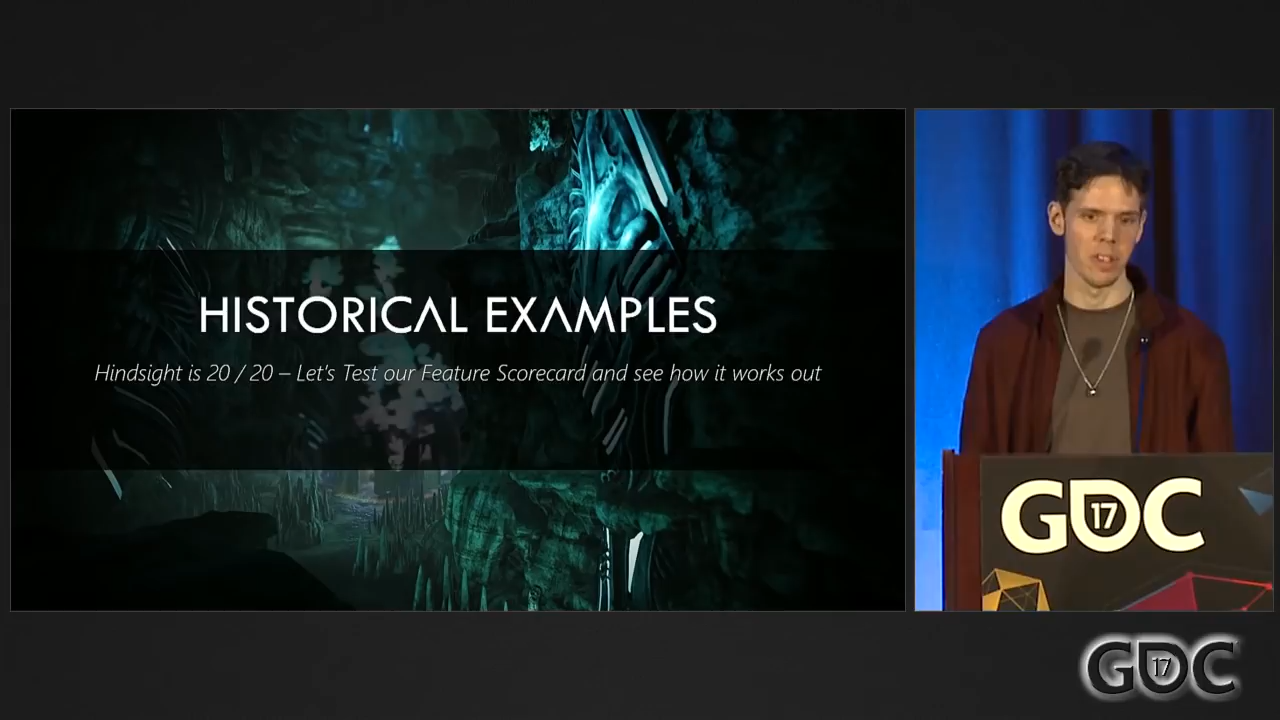 HISTORICAL EXAMPLES
Hindsight is 20 / 20 – Let's Test our Feature Scorecard and see how it works out
GDC
17
GDC
17